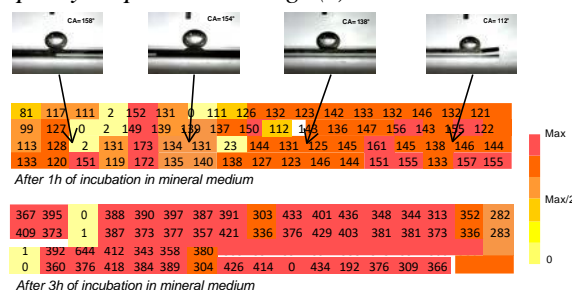 CA=158° CA=154° CA=138° CA=112°
81 117 111 2 152 131 0 111 126 132 123 142 133 132 146 132 121
99 127 0 2 149 139 139 137 150 112 143 136 147 156 143 155 122
113 128 2 131 173 134 131 23 144 131 125 145 161 145 138 146 144
133 120 151 119 172 135 140 138 127 123 146 144 151 155 133 157 155
After 1h of incubation in mineral medium
367 395 0 388 390 397 387 391 303 433 401 436 348 344 313 352 282
409 373 1 387 373 377 357 421 336 376 429 403 381 381 373 336 283
1 392 644 412 343 358 380
0 360 376 418 384 389 304 426 414 0 434 192 376 309 366
After 3h of incubation in mineral medium
Max
Max/2
0